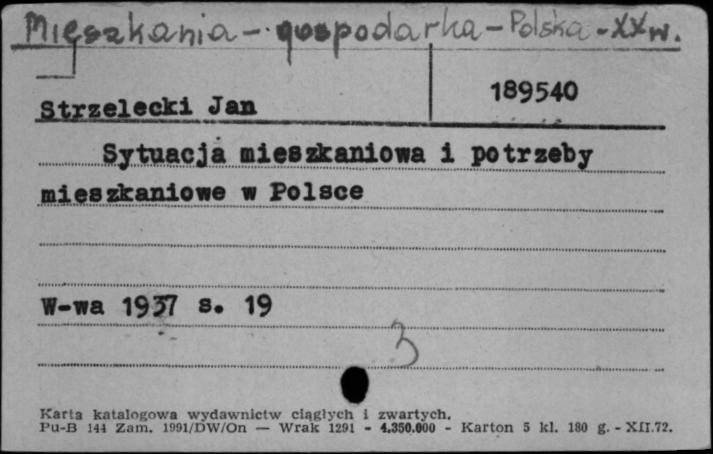 Mieszkania - gospodarka - Polska - XX w.
189540
Strzelecki Jan
Sytuacja mieszkaniowa i potrzeby
mieszkaniowe w Polsce
W-wa 1937 s. 19
3
Karta katalogowa wydawnictw ciągłych i zwartych.
Pu-B 144 Zam. 1991/DW/On — Wrak 1291 - 4.350.000 - Karton 5 kl. 180 g. - XII.72.